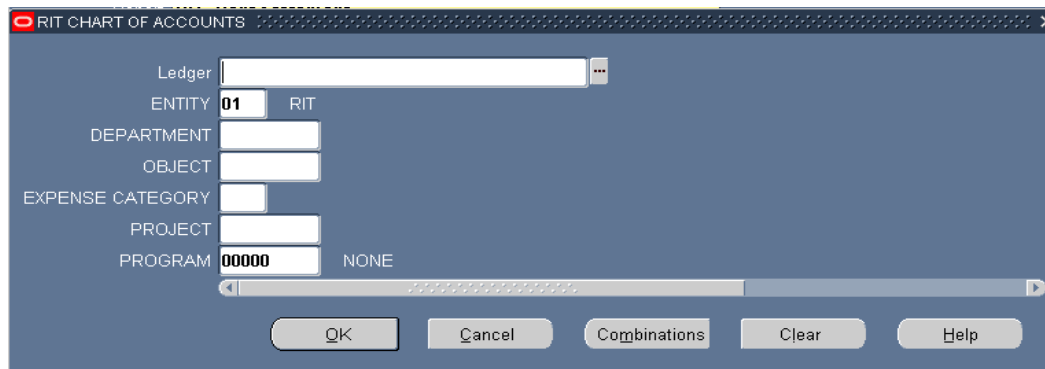 RIT CHART OF ACCOUNTS
Ledger
ENTITY 01 RIT
DEPARTMENT
OBJECT
EXPENSE CATEGORY
PROJECT
PROGRAM 00000 NONE
OK Cancel Combinations Clear Help